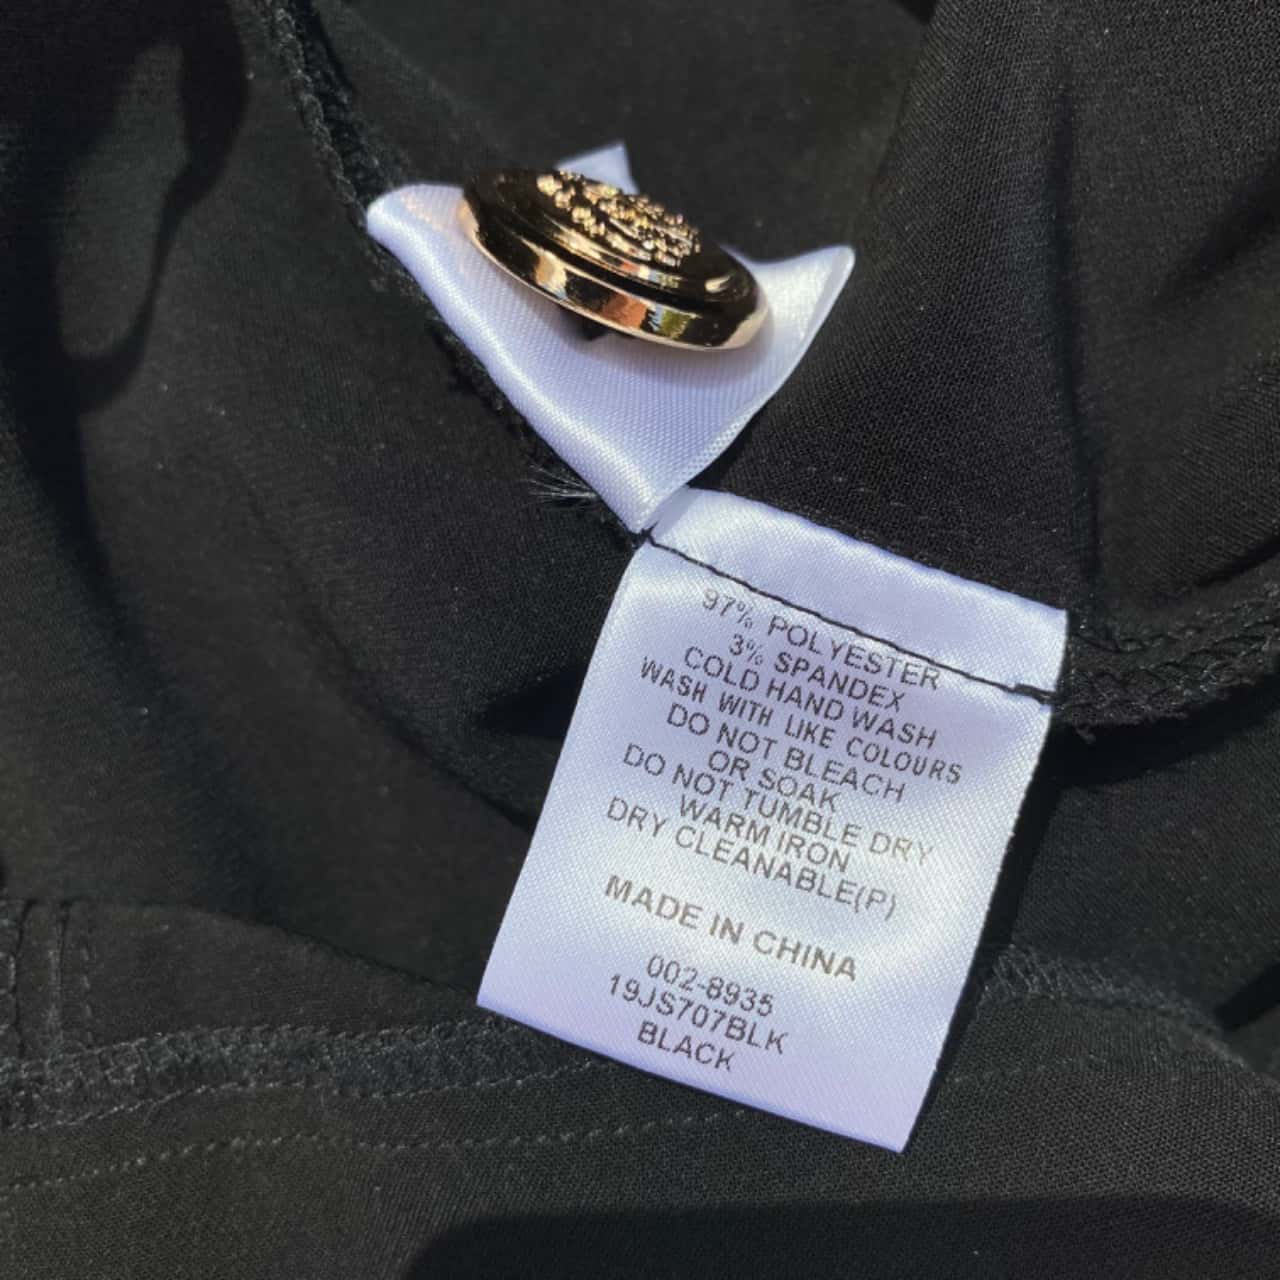 97% POLYESTER
3% SPANDEX
COLD HAND WASH
WASH WITH LIKE COLOURS
DO NOT BLEACH
OR SOAK
DO NOT TUMBLE DRY
WARM IRON
DRY CLEANABLE(P)
MADE IN CHINA
002-8935
19JS707BLK
BLACK